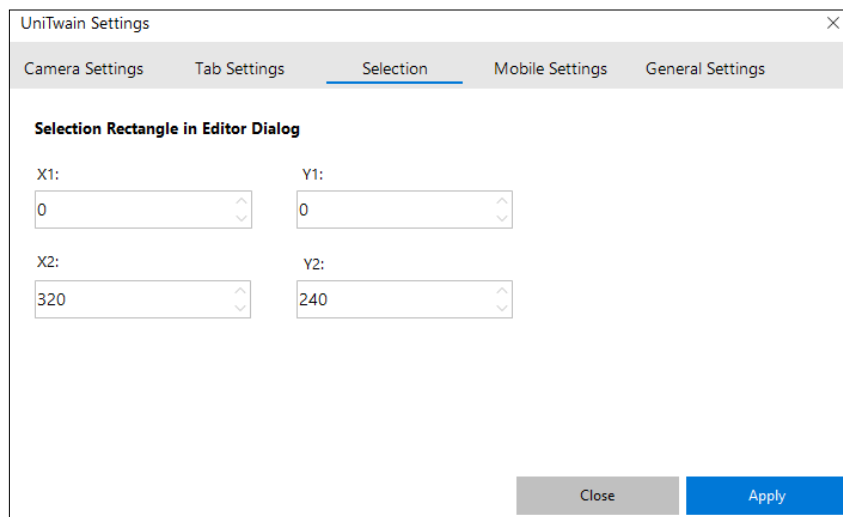 UniTwain Settings
Camera Settings Tab Settings Selection Mobile Settings General Settings
Selection Rectangle in Editor Dialog
X1: Y1:
0 0
X2: Y2:
320 240
Close Apply